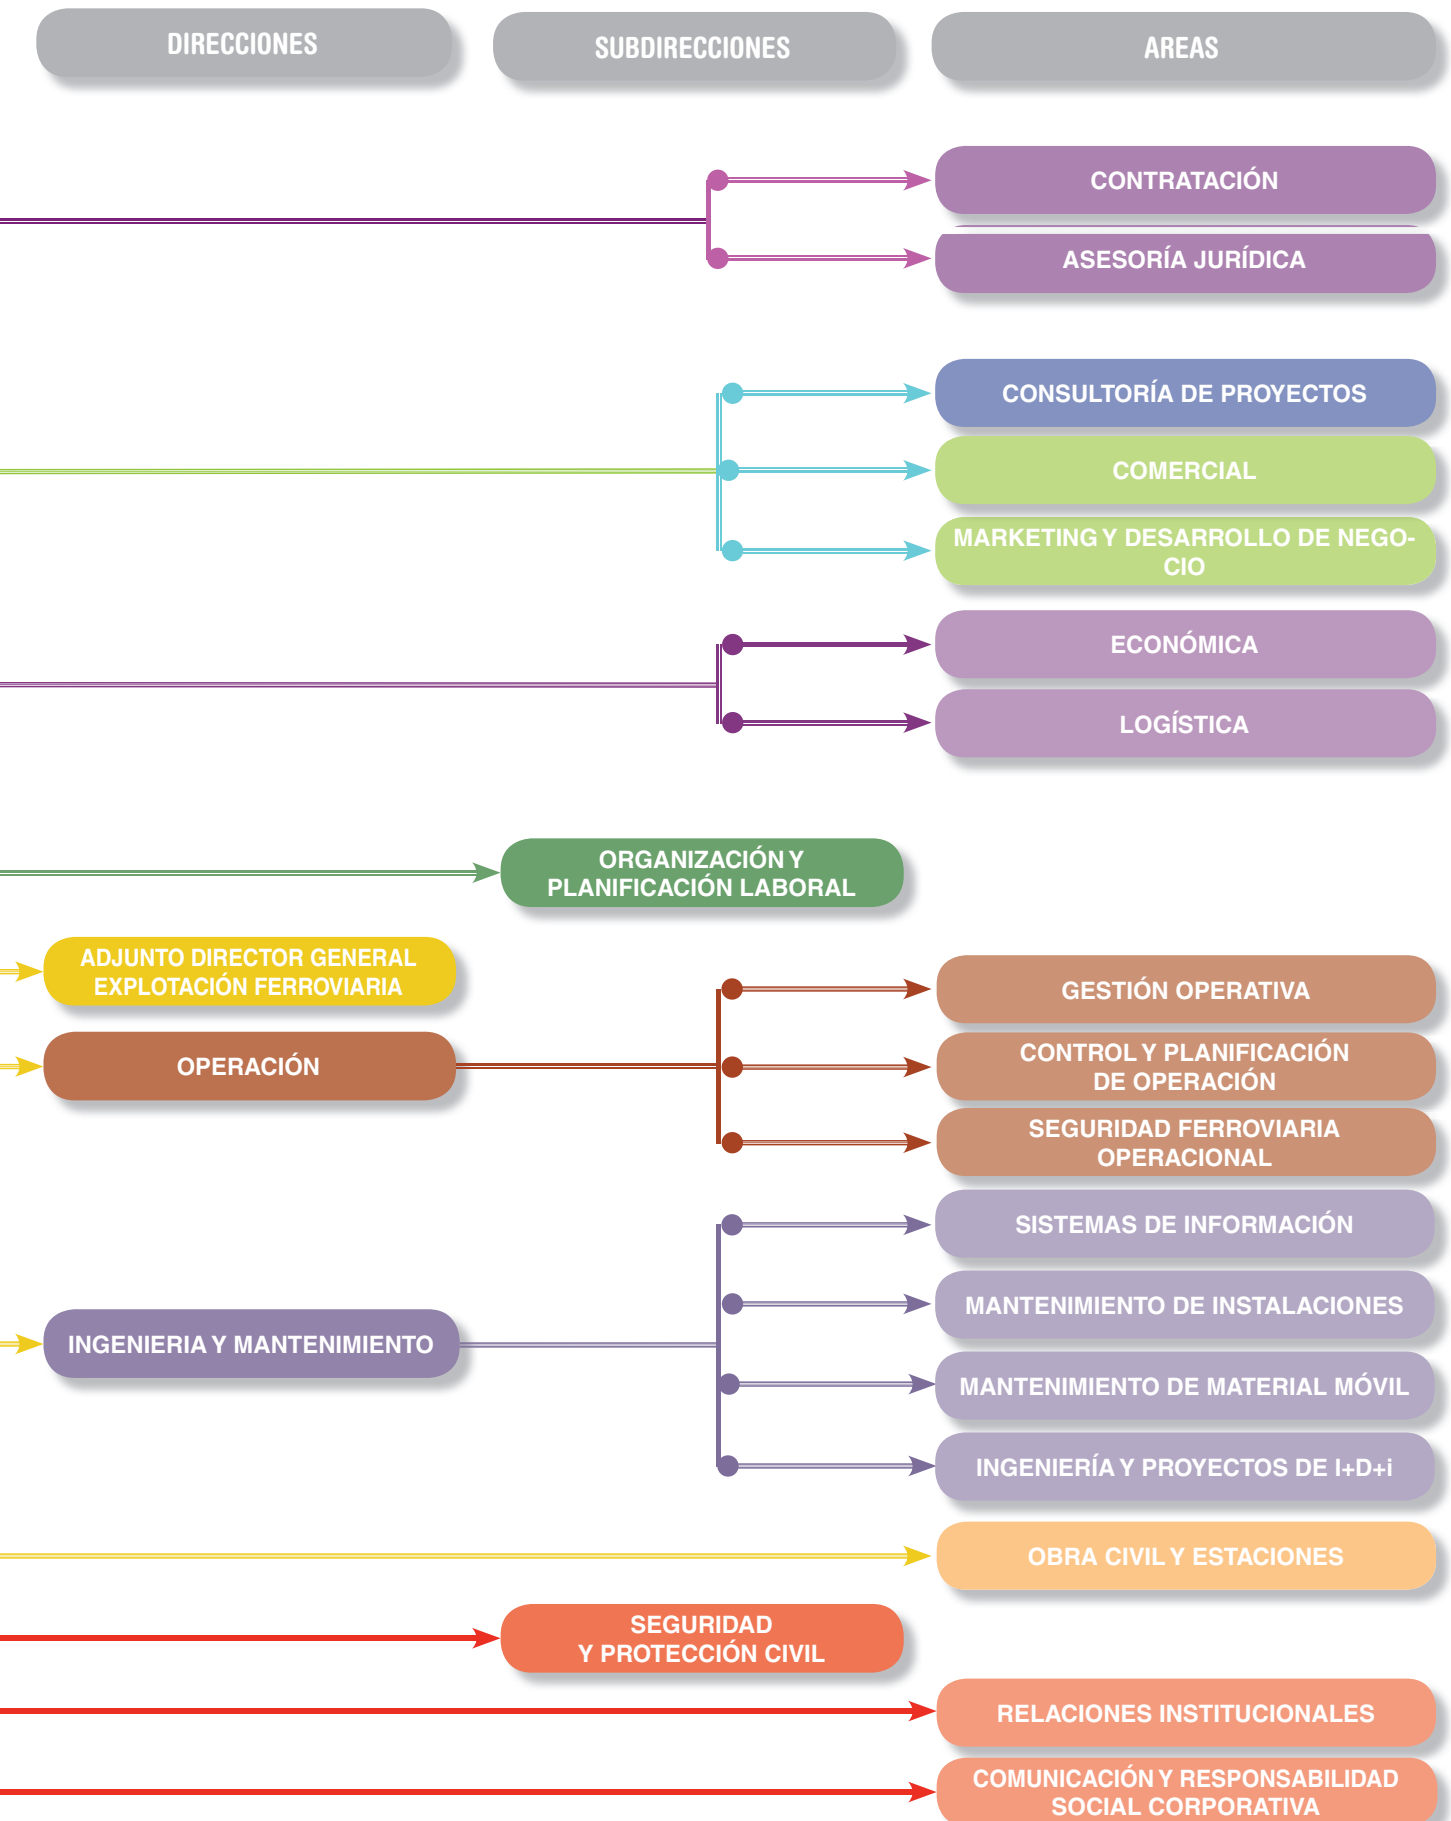 DIRECCIONES
SUBDIRECCIONES
AREAS
CONTRATACIÓN
ASESORÍA JURÍDICA
CONSULTORÍA DE PROYECTOS
COMERCIAL
MARKETING Y DESARROLLO DE NEGO-
CIO
ECONÓMICA
LOGÍSTICA
ORGANIZACIÓN Y
PLANIFICACIÓN LABORAL
ADJUNTO DIRECTOR GENERAL
EXPLOTACIÓN FERROVIARIA
OPERACIÓN
GESTIÓN OPERATIVA
CONTROL Y PLANIFICACIÓN
DE OPERACIÓN
SEGURIDAD FERROVIARIA
OPERACIONAL
INGENIERIA Y MANTENIMIENTO
SISTEMAS DE INFORMACIÓN
MANTENIMIENTO DE INSTALACIONES
MANTENIMIENTO DE MATERIAL MÓVIL
INGENIERÍA Y PROYECTOS DE I+D+i
OBRA CIVIL Y ESTACIONES
SEGURIDAD
Y PROTECCIÓN CIVIL
RELACIONES INSTITUCIONALES
COMUNICACIÓN Y RESPONSABILIDAD
SOCIAL CORPORATIVA